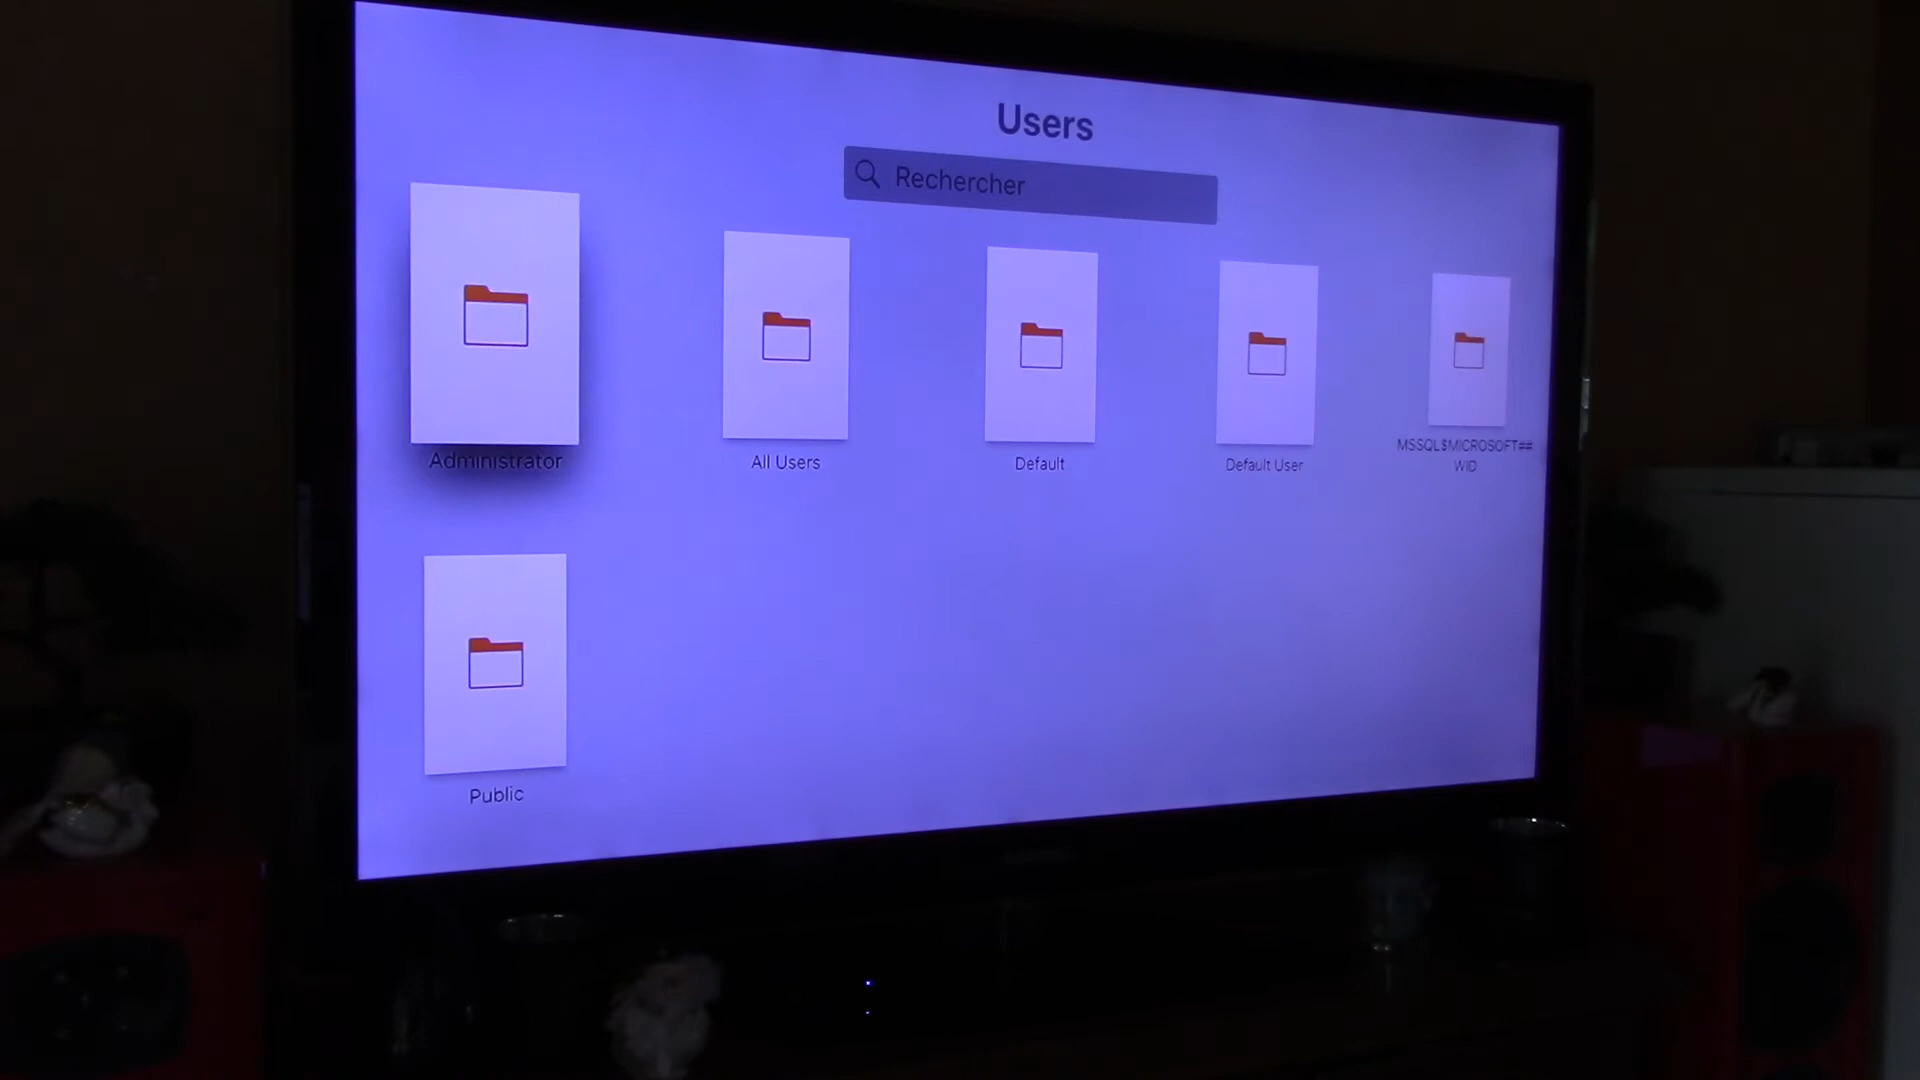 Users
Rechercher
Administrator
All Users
Default
Default User
MSSQL$MICROSOFT##
WID
Public